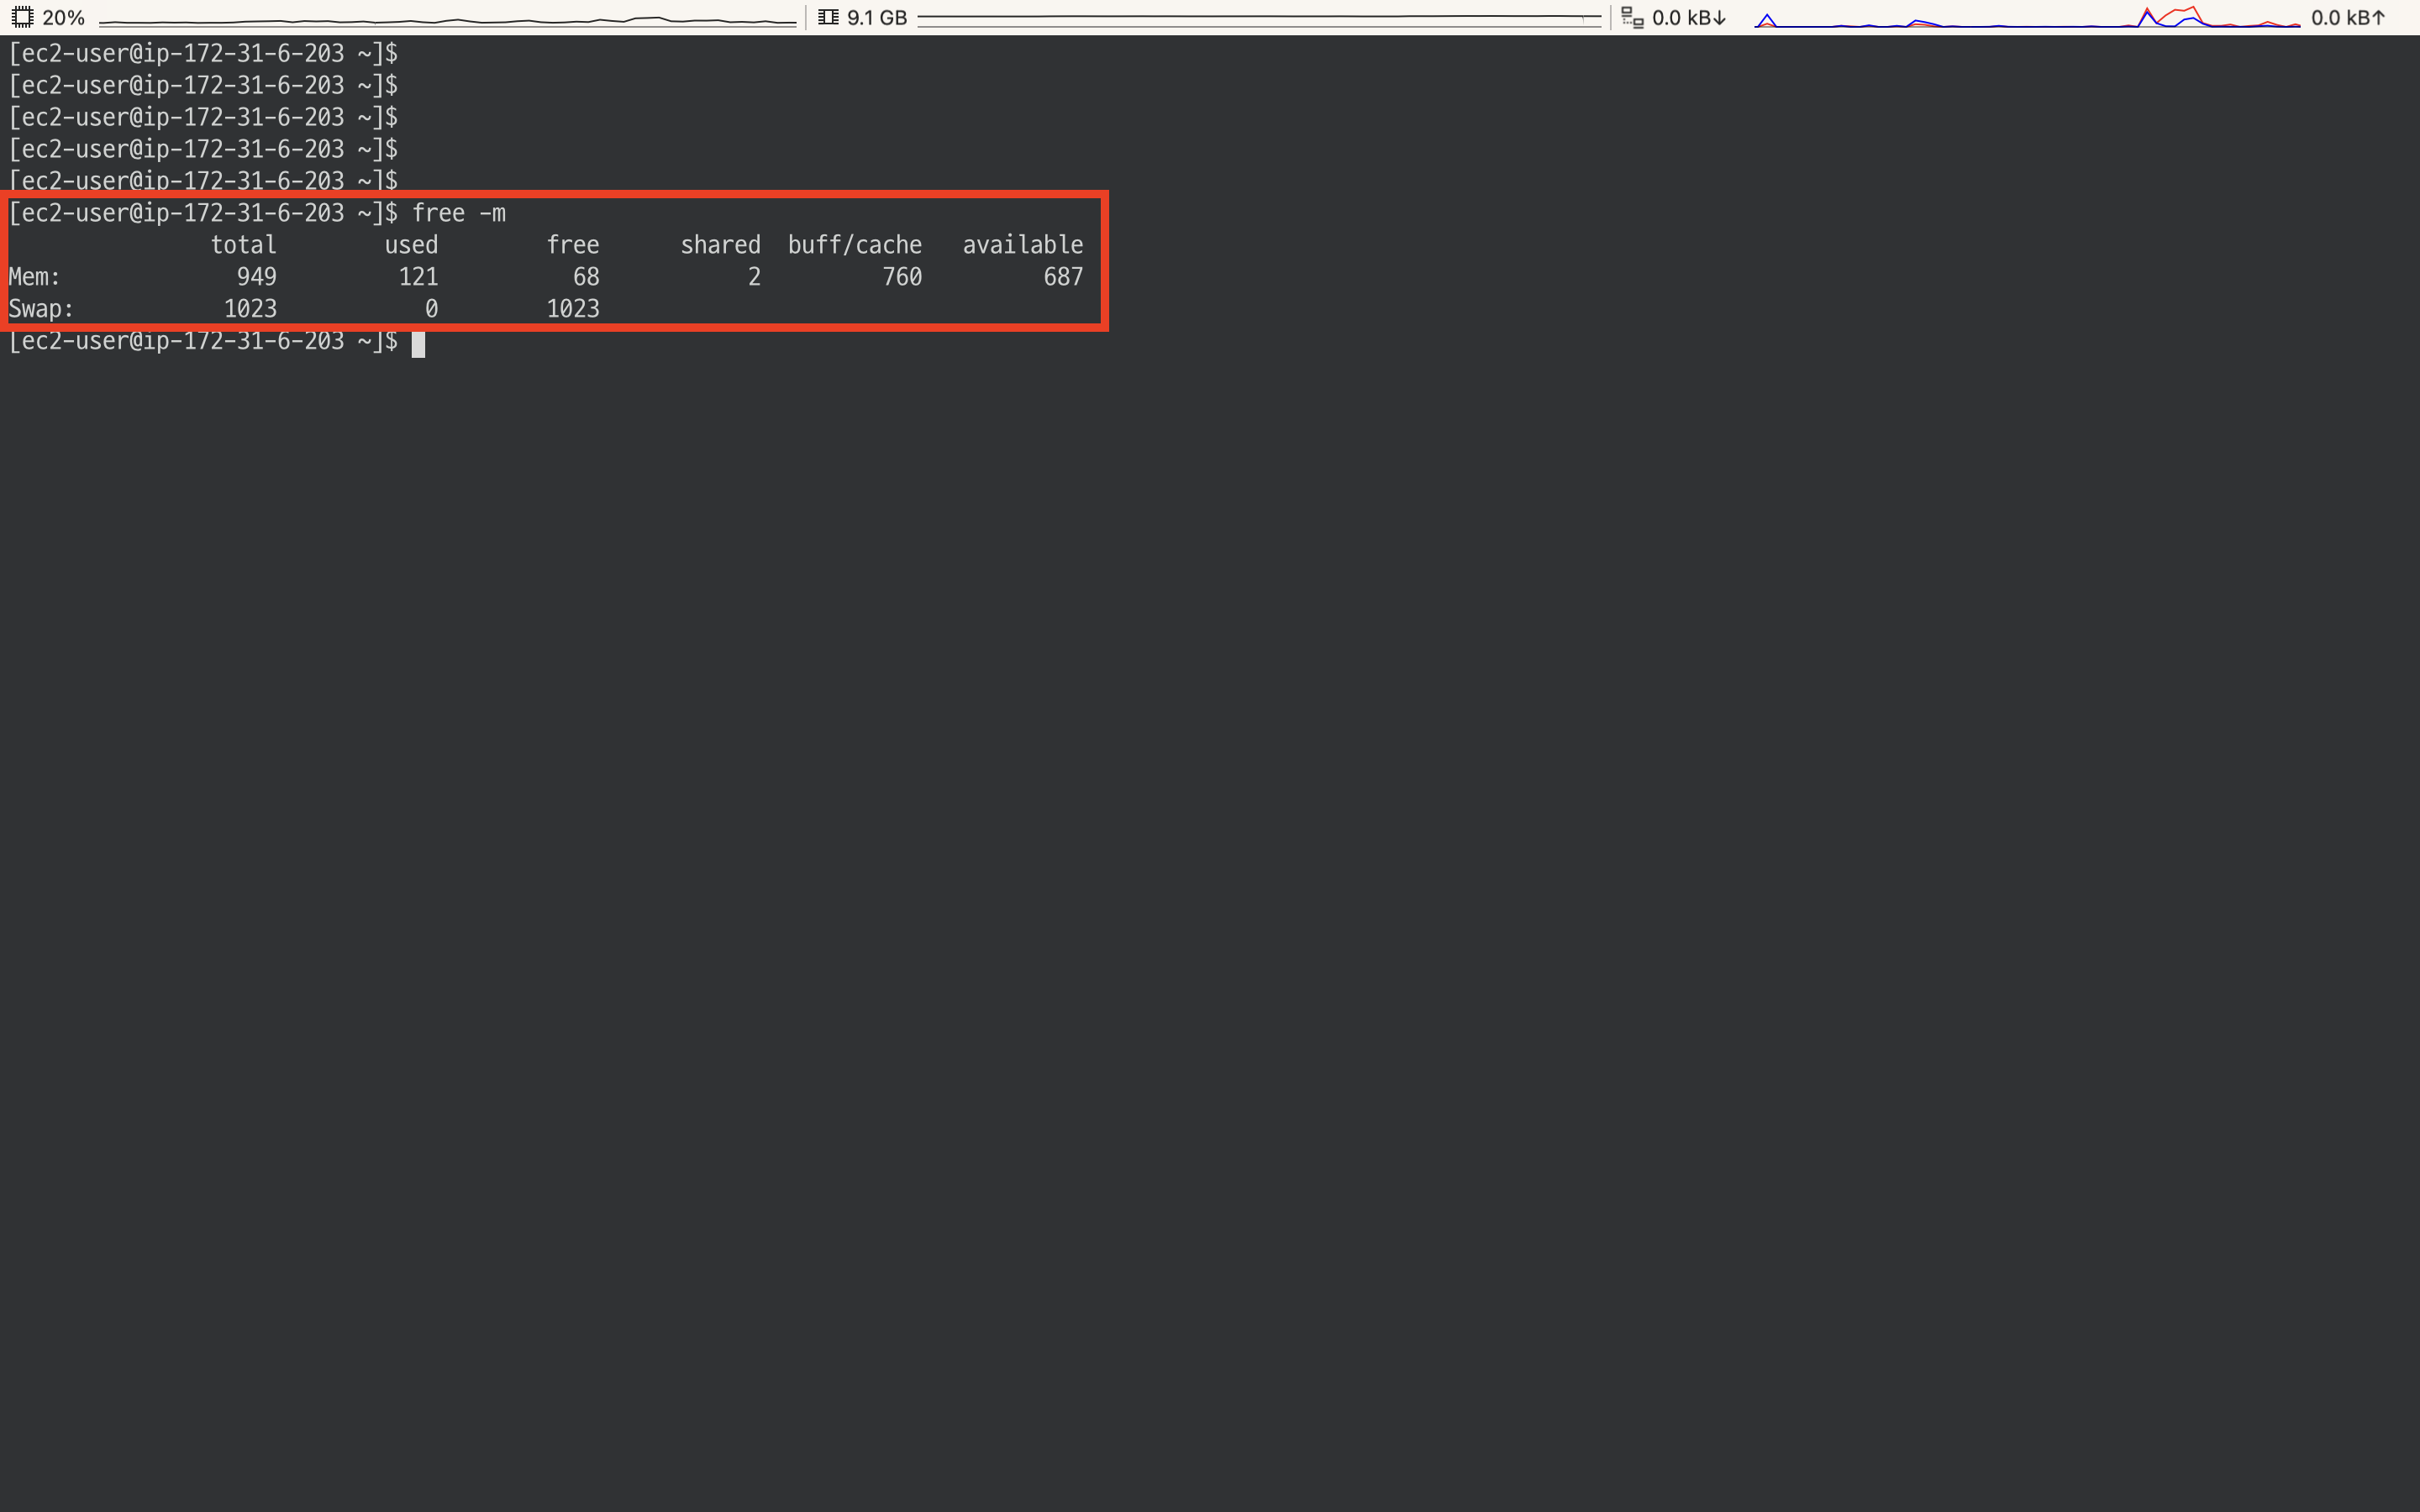 20% 9.1 GB 0.0 kB↓ 0.0 kB↑
[ec2-user@ip-172-31-6-203 ~]$
[ec2-user@ip-172-31-6-203 ~]$
[ec2-user@ip-172-31-6-203 ~]$
[ec2-user@ip-172-31-6-203 ~]$
[ec2-user@ip-172-31-6-203 ~]$
[ec2-user@ip-172-31-6-203 ~]$ free -m
              total        used        free      shared  buff/cache   available
Mem:            949         121          68           2         760         687
Swap:          1023           0        1023
[ec2-user@ip-172-31-6-203 ~]$